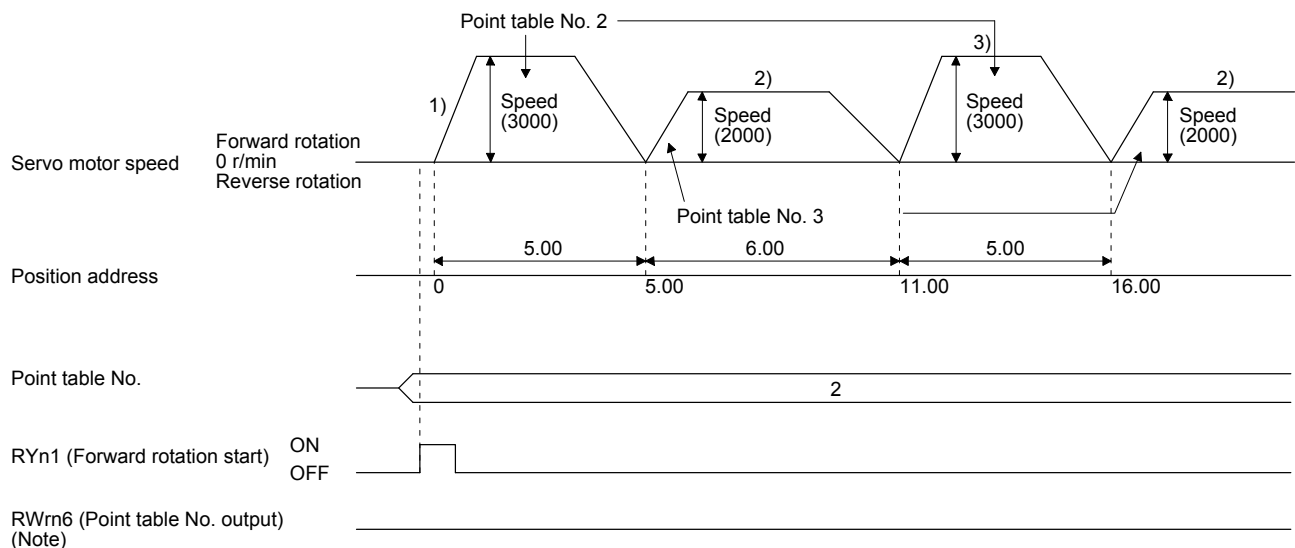 Point table No. 2
1)
Speed
(3000)
2)
Speed
(2000)
3)
Speed
(3000)
2)
Speed
(2000)
Servo motor speed
Forward rotation
0 r/min
Reverse rotation
Point table No. 3
5.00
6.00
5.00
Position address
0
5.00
11.00
16.00
Point table No.
2
RYn1 (Forward rotation start)
ON
OFF
RWrn6 (Point table No. output)
(Note)